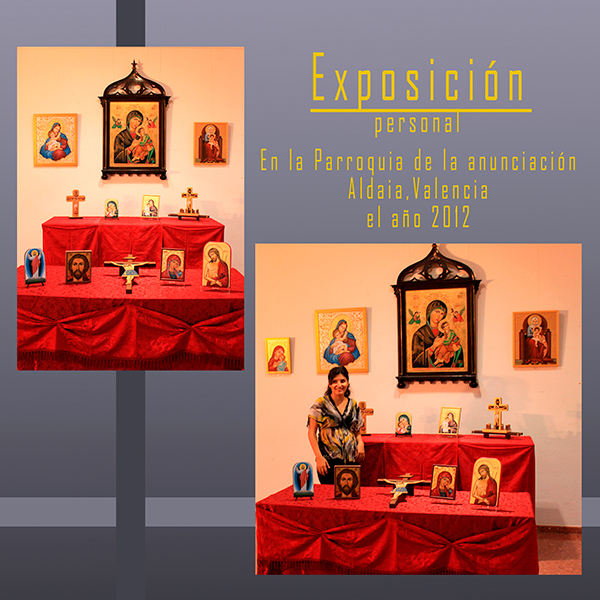 Exposición
personal
En la Parroquia de la anunciación
Aldaia,Valencia
el año 2012